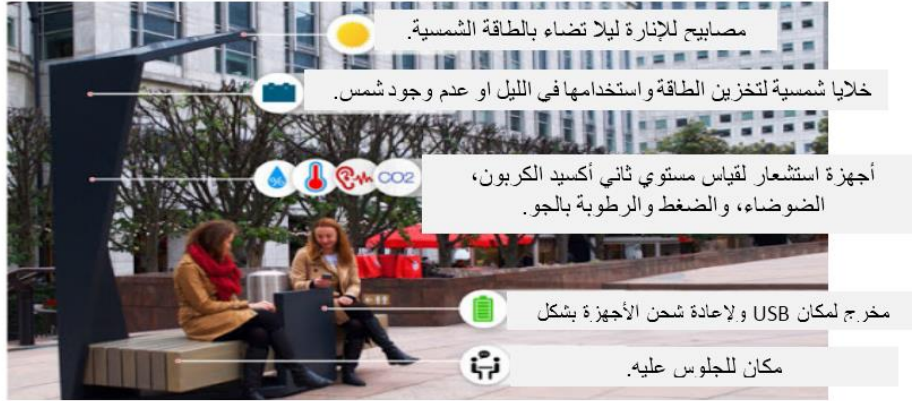 مصابيح للإنارة ليلا تضاء بالطاقة الشمسية.
خلايا شمسية لتخزين الطاقة واستخدامها في الليل او عدم وجود شمس.
%
CO2
أجهزة استشعار لقياس مستوي ثاني أكسيد الكربون،
الضوضاء، والضغط والرطوبة بالجو.
مخرج لمكان USB ولإعادة شحن الأجهزة بشكل
مكان للجلوس عليه.